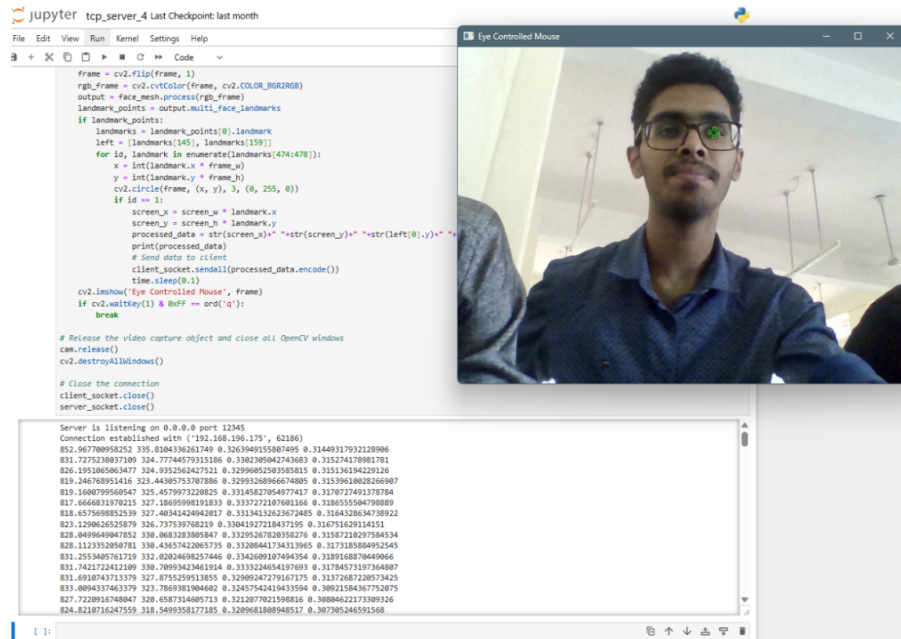 jupyter tcp_server_4 Last Checkpoint: last month
File Edit View Run Kernel Settings Help
Code
frame = cv2.flip(frame, 1)
rgb_frame = cv2.cvtColor(frame, cv2.COLOR_BGR2RGB)
output = face_mesh.process(rgb_frame)
landmark_points = output.multi_face_landmarks
if landmark_points:
landmarks = landmark_points[0].landmark
left = [landmarks[145], landmarks[159]]
for id, landmark in enumerate(landmarks[474:478]):
x = int(landmark.x * frame_w)
y = int(landmark.y * frame_h)
cv2.circle(frame, (x, y), 3, (0, 255, 0))
if id == 1:
screen_x = screen_w * landmark.x
screen_y = screen_h * landmark.y
processed_data = str(screen_x)+" "+str(screen_y)+" "+str(left[0].y)+" "+
print(processed_data)
# Send data to client
client_socket.sendall(processed_data.encode())
time.sleep(0.1)
cv2.imshow('Eye Controlled Mouse', frame)
if cv2.waitKey(1) & 0xFF == ord('q'):
break
# Release the video capture object and close all OpenCV windows
cam.release()
cv2.destroyAllWindows()
# Close the connection
client_socket.close()
server_socket.close()
Eye Controlled Mouse
Server is listening on 0.0.0.0 port 12345
Connection established with ('192.168.196.175', 62186)
852.967700958252 335.8104336261749 0.3263949155807495 0.31449317932128906
831.7275238037109 324.77744579315186 0.3302305042743683 0.315274178981781
826.1951065063477 324.9352562427521 0.32996052503585815 0.315136194229126
819.246768951416 323.44305753707886 0.32993268966674805 0.31539610028266907
819.1600799560547 325.4579973220825 0.33145827054977417 0.3170727491378784
817.6666831970215 327.18695998191833 0.3337272107601166 0.3186555504798889
818.6575698852539 327.40341424942017 0.33134132623672485 0.3164328634738922
823.1290626525879 326.737539768219 0.33041927218437195 0.316751629114151
828.0499649047852 330.0683283805847 0.33295267820358276 0.31587210297584534
828.1123352050781 330.43657422065735 0.33208441734313965 0.3173185884952545
831.2553405761719 332.02024698257446 0.3342609107494354 0.3189168870449066
831.7421722412109 330.70993423461914 0.3333224654197693 0.31784573197364807
831.6910743713379 327.8755259513855 0.32909247279167175 0.31372687220573425
833.0094337463379 323.7869381904602 0.32457542419433594 0.30921584367752075
827.7220916748047 320.6587314605713 0.3212077021598816 0.30804622173309326
824.8210716247559 318.5499358177185 0.3209681808948517 0.307305246591568
[ ]: